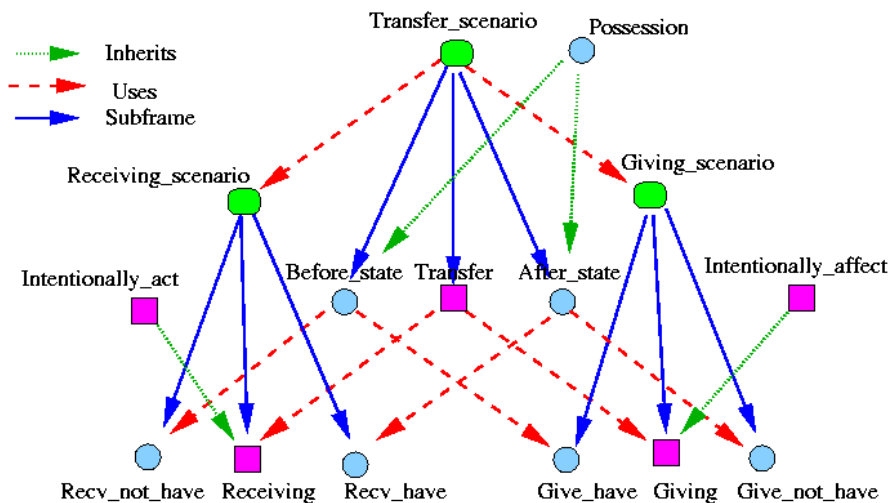 Transfer_scenario
Possession
Inherits
Uses
Subframe
Receiving_scenario
Giving_scenario
Intentionally_act
Before_state
Transfer
After_state
Intentionally_affect
Recv_not_have
Receiving
Recv_have
Give_have
Giving
Give_not_have